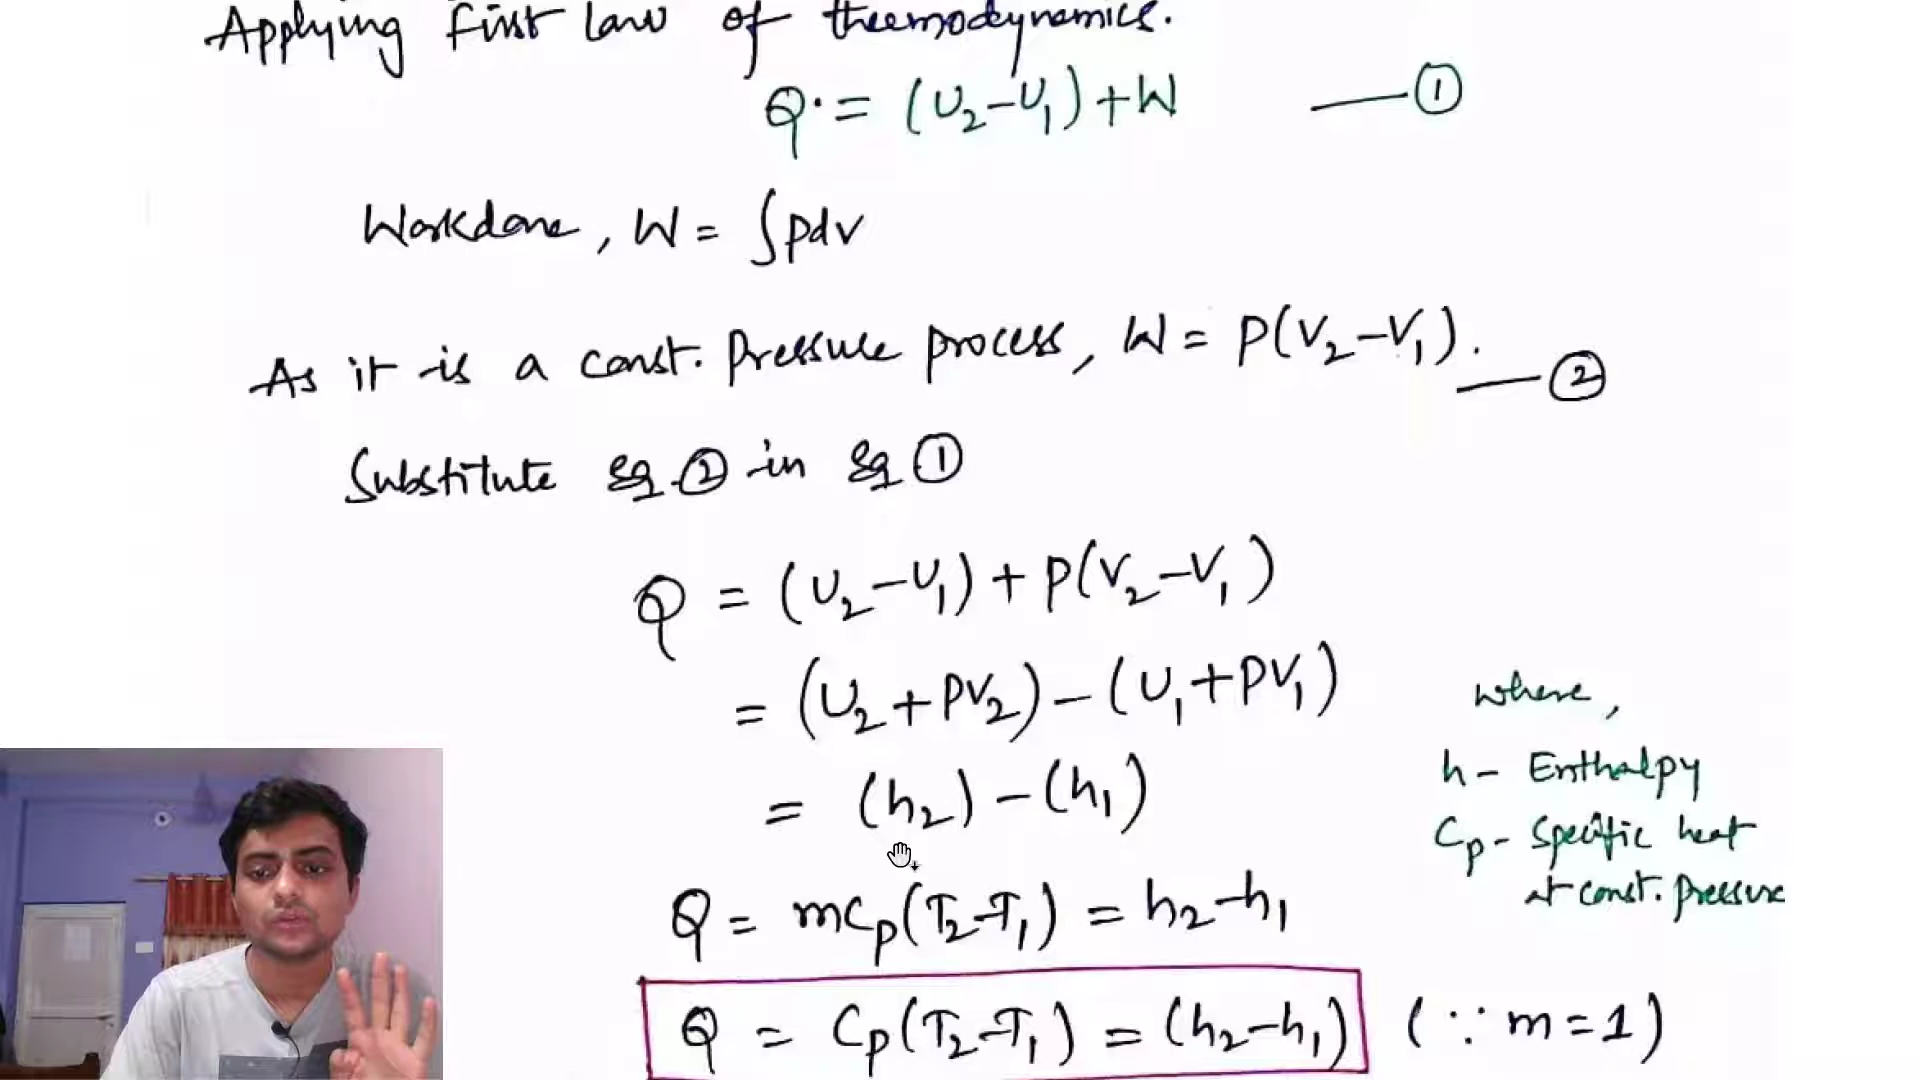 Applying first law of thermodynamics.
Q = (U₂-U₁)+W —①
Workdone, W = ∫pdv
As it is a const. pressure process, W = P(V₂-V₁). —②
Substitute Eq.② in Eq①
Q = (U₂-U₁) + P(V₂-V₁)
= (U₂+PV₂) - (U₁+PV₁)
= (h₂) - (h₁)
Q = mCp(T₂-T₁) = h₂-h₁
Q = Cp(T₂-T₁) = (h₂-h₁) (∵ m=1)
where,
h- Enthalpy
Cp- Specific heat
at const. pressure